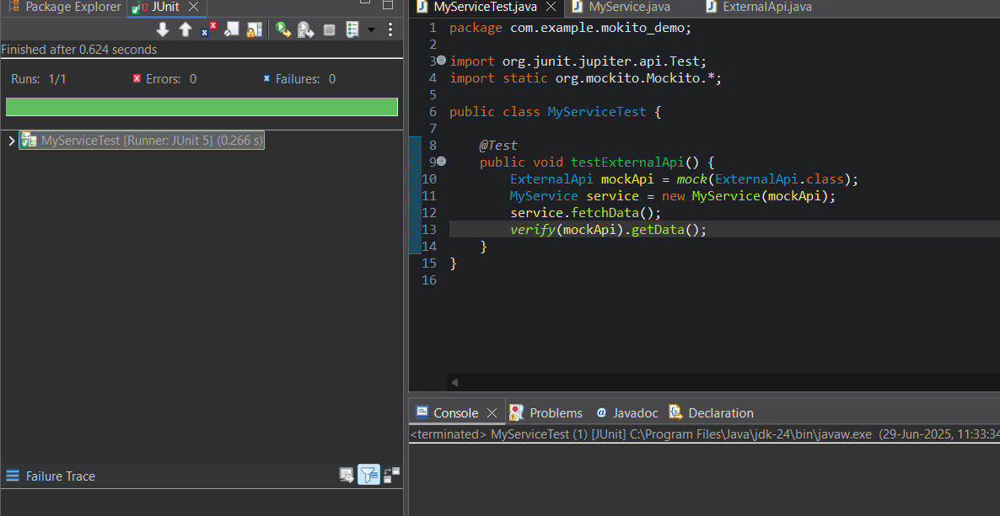 Package Explorer
JUnit
Finished after 0.624 seconds
Runs: 1/1
Errors: 0
Failures: 0
MyServiceTest [Runner: JUnit 5] (0.266 s)
Failure Trace
MyServiceTest.java
MyService.java
ExternalApi.java
1 package com.example.mokito_demo;
2
3 import org.junit.jupiter.api.Test;
4 import static org.mockito.Mockito.*;
5
6 public class MyServiceTest {
7
8 @Test
9 public void testExternalApi() {
10 ExternalApi mockApi = mock(ExternalApi.class);
11 MyService service = new MyService(mockApi);
12 service.fetchData();
13 verify(mockApi).getData();
14 }
15 }
16
Console
Problems
@ Javadoc
Declaration
<terminated> MyServiceTest (1) [JUnit] C:\Program Files\Java\jdk-24\bin\javaw.exe (29-Jun-2025, 11:33:34